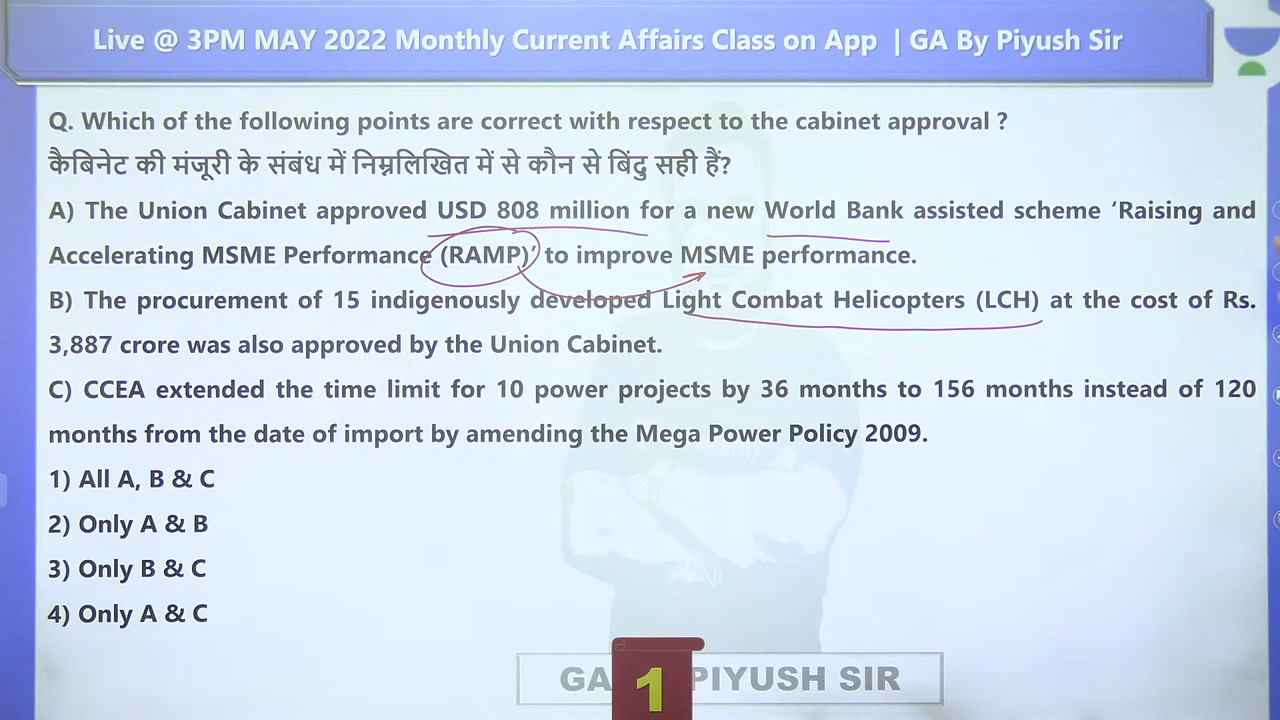 Live @ 3PM MAY 2022 Monthly Current Affairs Class on App | GA By Piyush Sir
Q. Which of the following points are correct with respect to the cabinet approval ?
कैबिनेट की मंजूरी के संबंध में निम्नलिखित में से कौन से बिंदु सही हैं?
A) The Union Cabinet approved USD 808 million for a new World Bank assisted scheme ‘Raising and
Accelerating MSME Performance (RAMP)’ to improve MSME performance.
B) The procurement of 15 indigenously developed Light Combat Helicopters (LCH) at the cost of Rs.
3,887 crore was also approved by the Union Cabinet.
C) CCEA extended the time limit for 10 power projects by 36 months to 156 months instead of 120
months from the date of import by amending the Mega Power Policy 2009.
1) All A, B & C
2) Only A & B
3) Only B & C
4) Only A & C
GA PIYUSH SIR
1